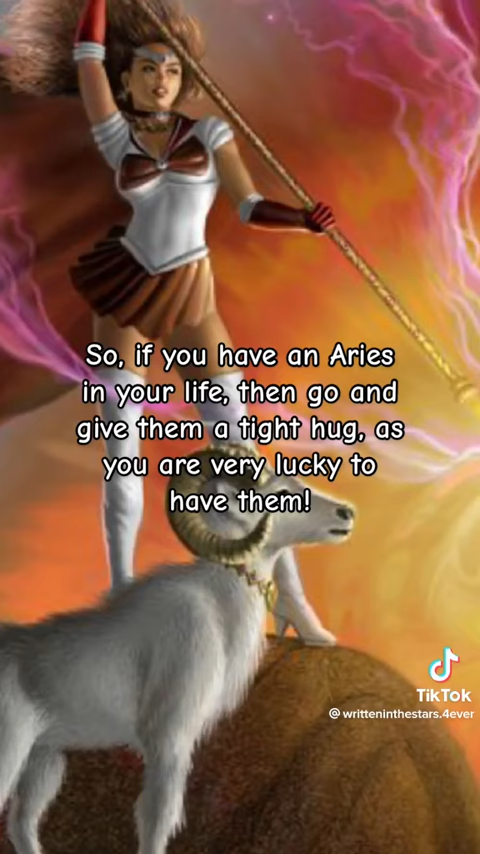 So, if you have an Aries
in your life, then go and
give them a tight hug, as
you are very lucky to
have them!
TikTok
@writteninthestars.4ever